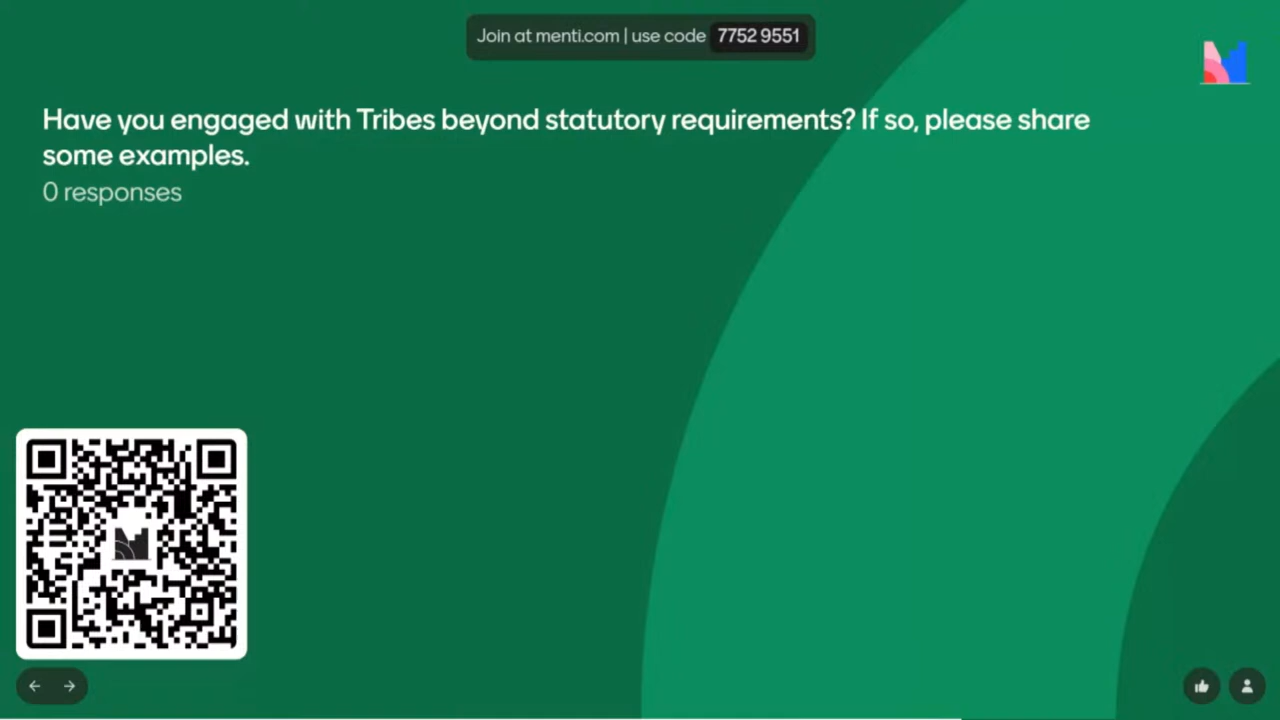 Join at menti.com | use code 7752 9551
Have you engaged with Tribes beyond statutory requirements? If so, please share
some examples.
0 responses